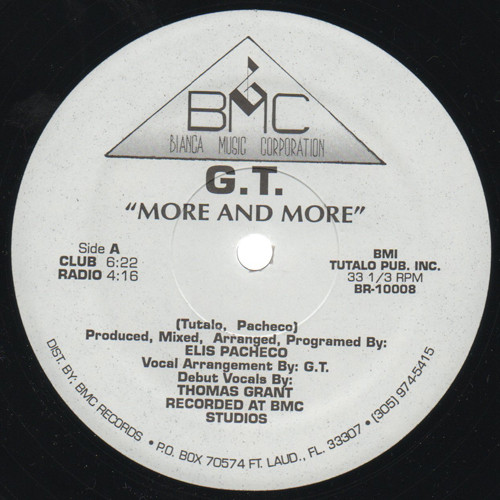 BMC
BIANCA MUSIC CORPORATION
G.T.
"MORE AND MORE"
Side A
CLUB 6:22
RADIO 4:16
BMI
TUTALO PUB. INC.
33 1/3 RPM
BR-10008
(Tutalo, Pacheco)
Produced, Mixed, Arranged, Programed By:
ELIS PACHECO
Vocal Arrangement By: G.T.
Debut Vocals By:
THOMAS GRANT
RECORDED AT BMC
STUDIOS
DIST. BY: BMC RECORDS • P.O. BOX 70574 FT. LAUD., FL. 33307 • (305) 974-5415